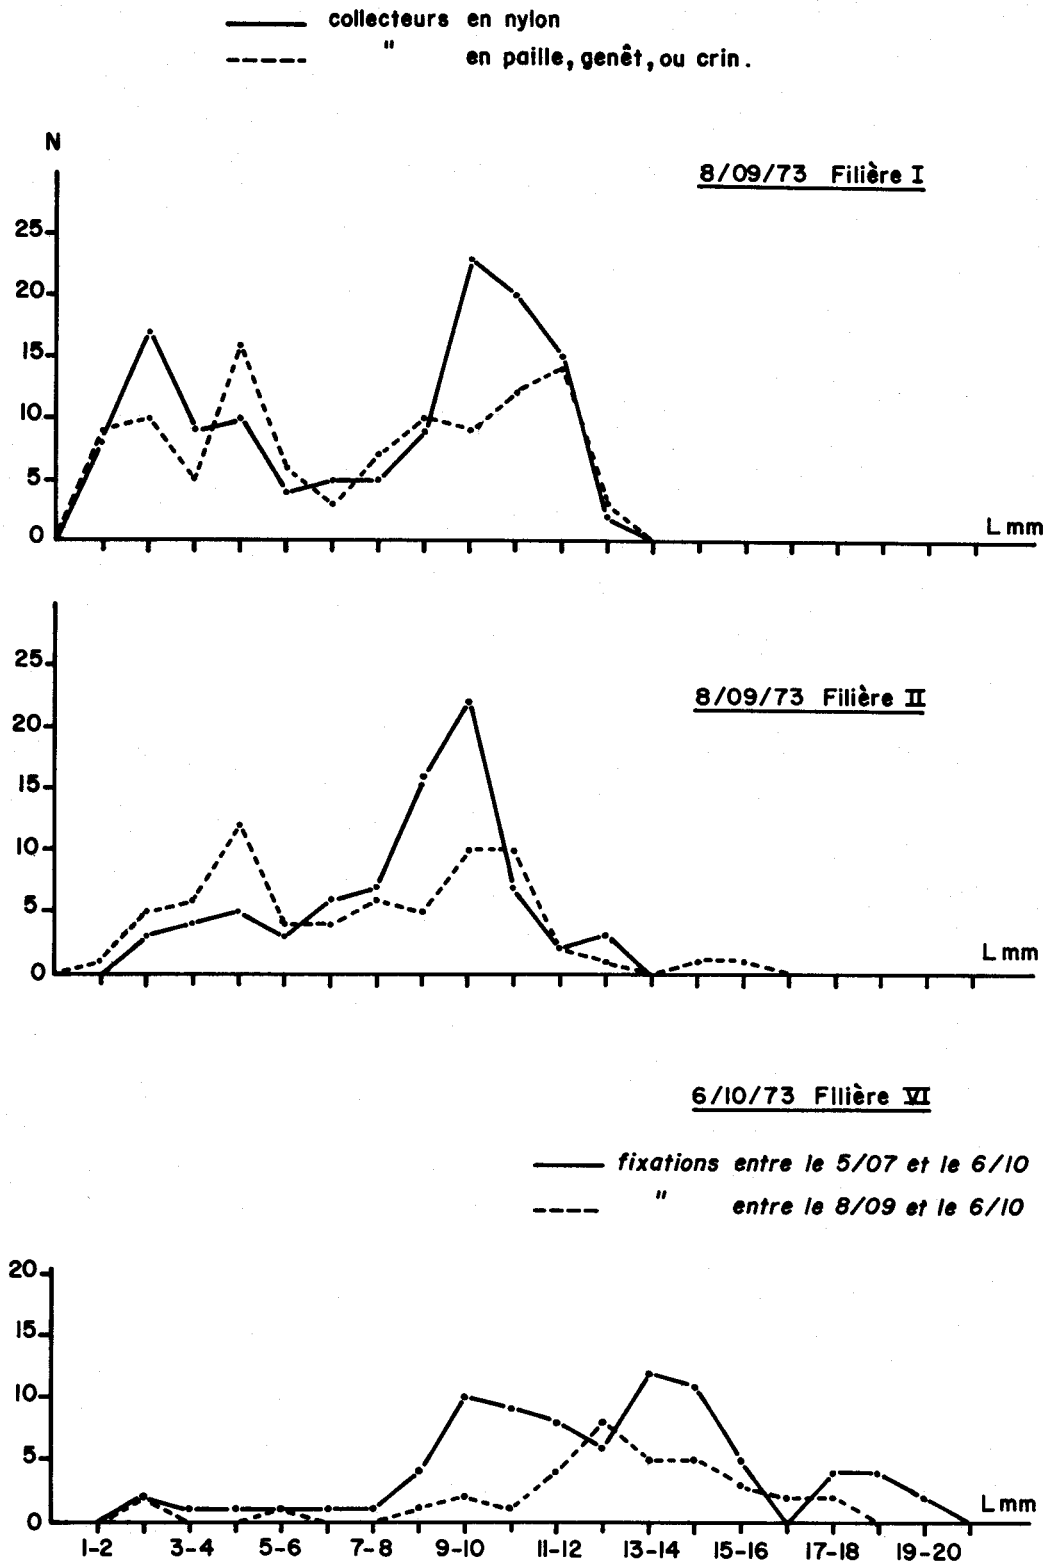 collecteurs en nylon
" en paille, genêt, ou crin.
N
8/09/73 Filière I
25
20
15
10
5
0
L mm
8/09/73 Filière II
25
20
15
10
5
0
L mm
6/10/73 Filière VI
fixations entre le 5/07 et le 6/10
" entre le 8/09 et le 6/10
20
15
10
5
0
L mm
1-2 3-4 5-6 7-8 9-10 11-12 13-14 15-16 17-18 19-20